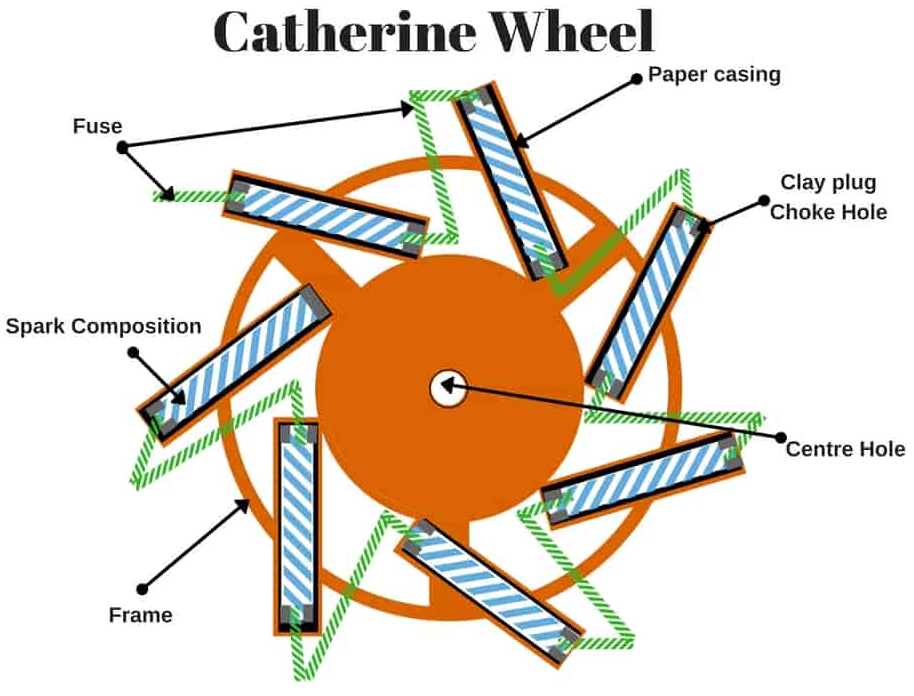 Catherine Wheel
Paper casing
Fuse
Clay plug
Choke Hole
Spark Composition
Centre Hole
Frame